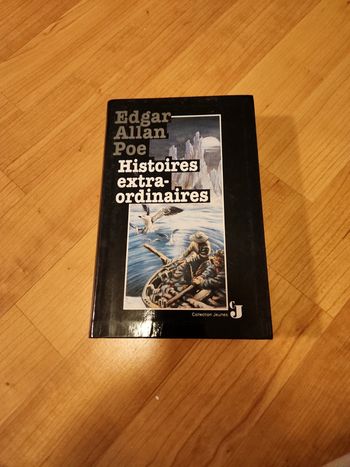 Edgar
Allan
Poe
Histoires
extra-
ordinaires
cJ
Collection Jeunes